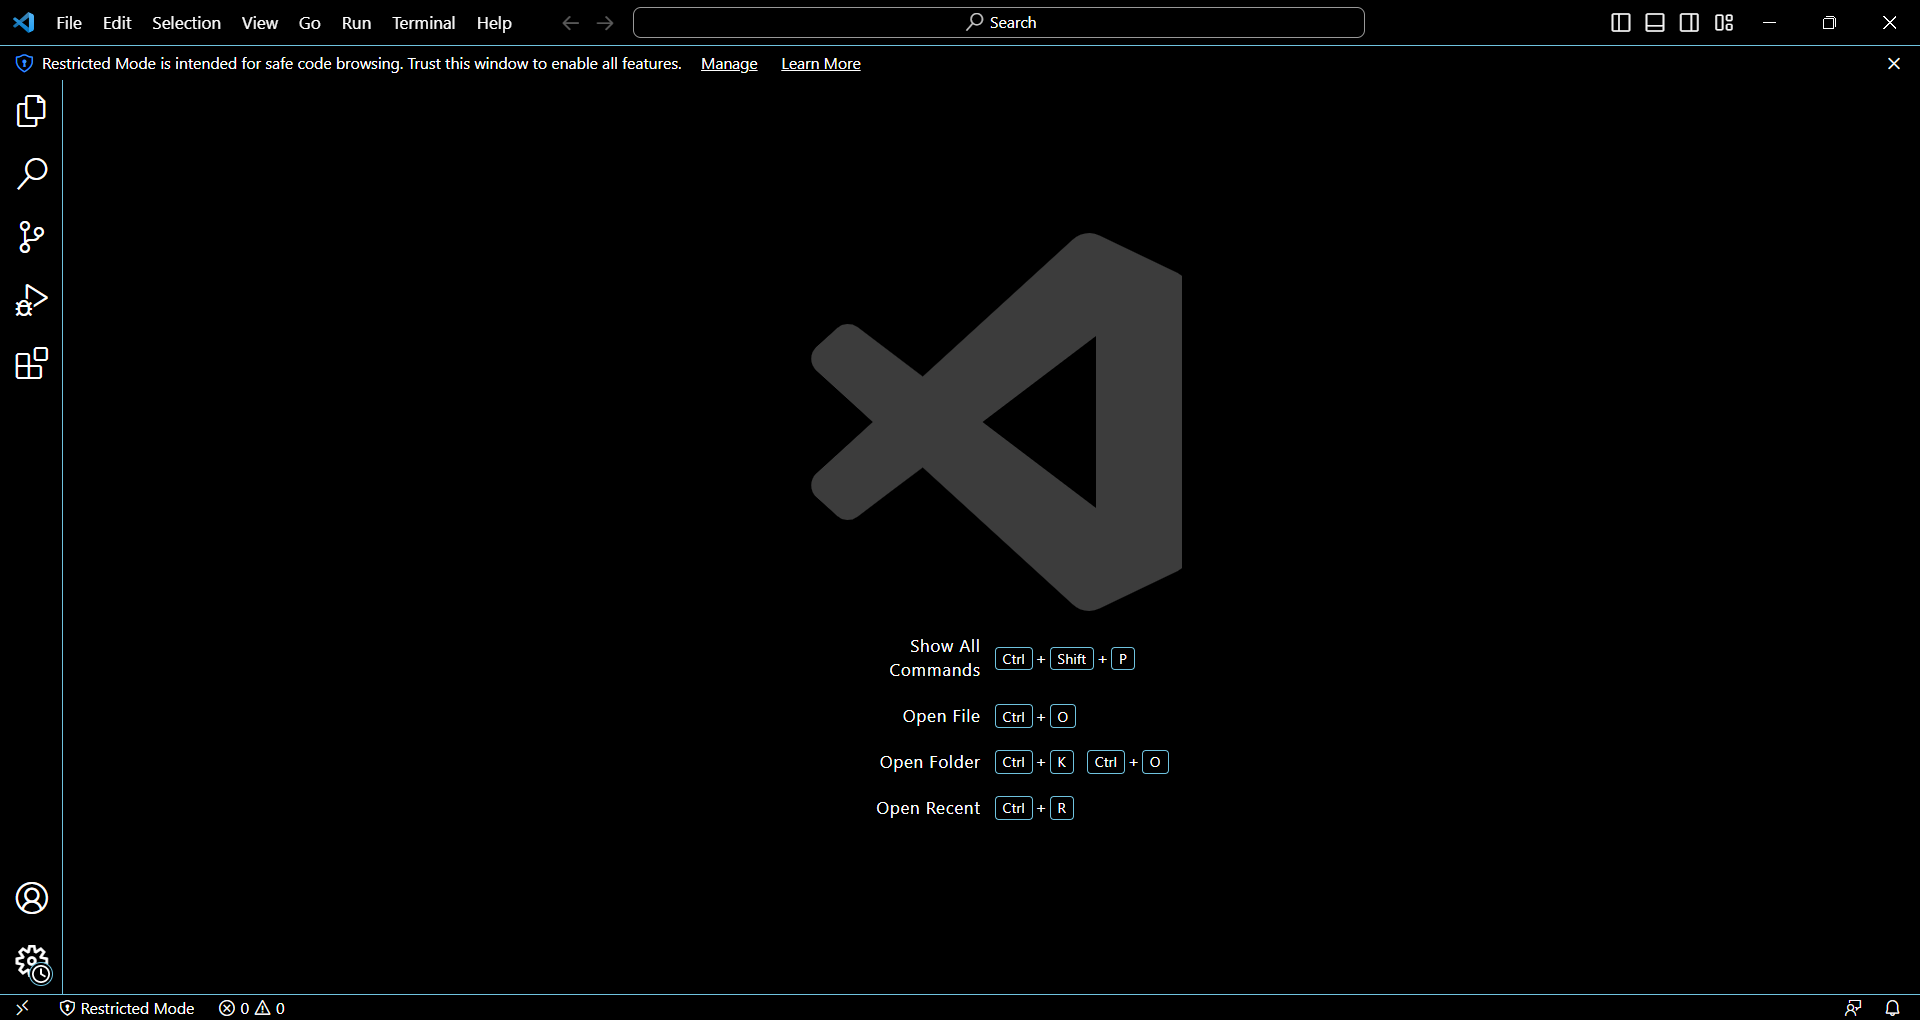 File Edit Selection View Go Run Terminal Help
Search
Restricted Mode is intended for safe code browsing. Trust this window to enable all features. Manage Learn More
Show All
Commands
Ctrl + Shift + P
Open File Ctrl + O
Open Folder Ctrl + K Ctrl + O
Open Recent Ctrl + R
Restricted Mode 0 0